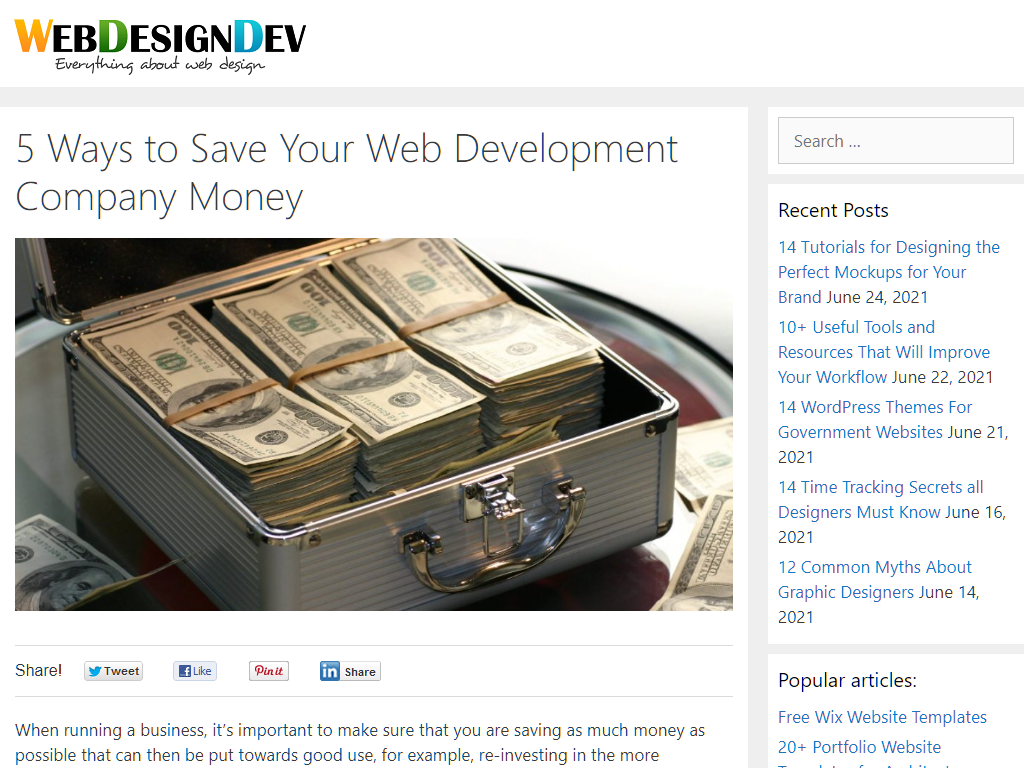 WEBDESIGNDEV
Everything about web design
5 Ways to Save Your Web Development
Company Money
Share!
Tweet
Like
Pin it
in Share
When running a business, it’s important to make sure that you are saving as much money as
possible that can then be put towards good use, for example, re-investing in the more
Search ...
Recent Posts
14 Tutorials for Designing the
Perfect Mockups for Your
Brand June 24, 2021
10+ Useful Tools and
Resources That Will Improve
Your Workflow June 22, 2021
14 WordPress Themes For
Government Websites June 21,
2021
14 Time Tracking Secrets all
Designers Must Know June 16,
2021
12 Common Myths About
Graphic Designers June 14,
2021
Popular articles:
Free Wix Website Templates
20+ Portfolio Website